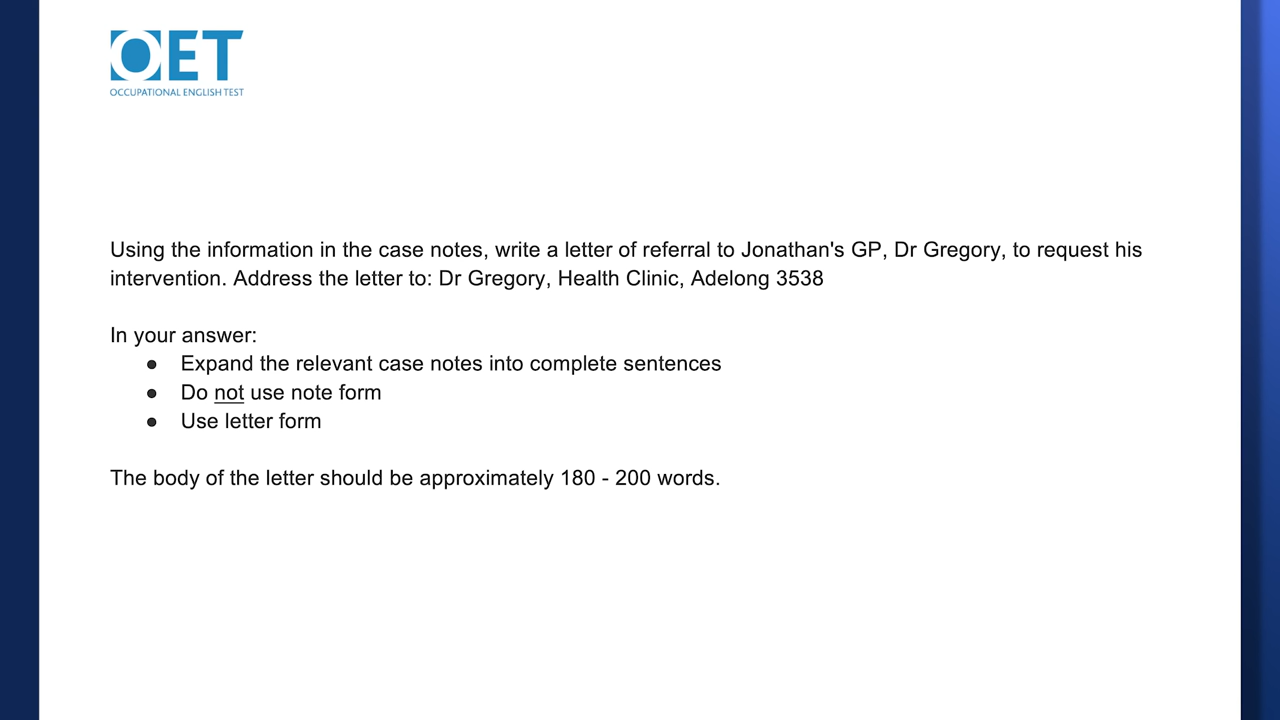 OET
OCCUPATIONAL ENGLISH TEST
Using the information in the case notes, write a letter of referral to Jonathan's GP, Dr Gregory, to request his
intervention. Address the letter to: Dr Gregory, Health Clinic, Adelong 3538
In your answer:
● Expand the relevant case notes into complete sentences
● Do not use note form
● Use letter form
The body of the letter should be approximately 180 - 200 words.